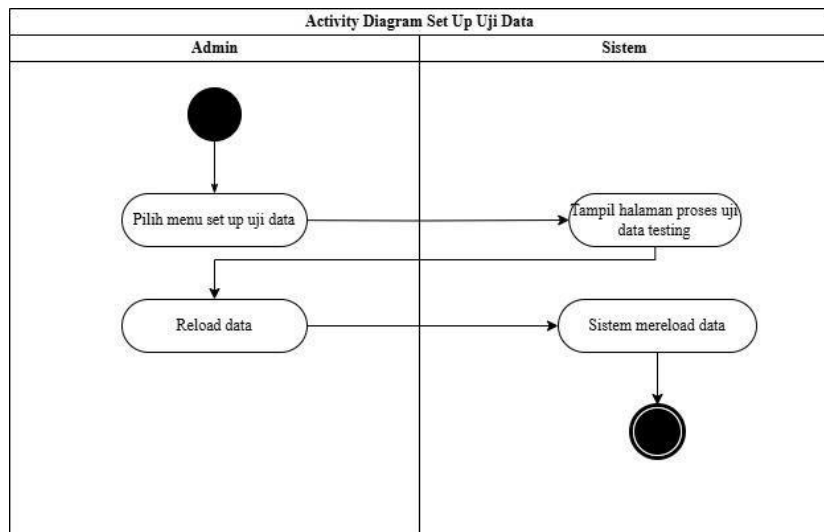 Activity Diagram Set Up Uji Data
Admin
Sistem
Pilih menu set up uji data
Tampil halaman proses uji
data testing
Reload data
Sistem mereload data